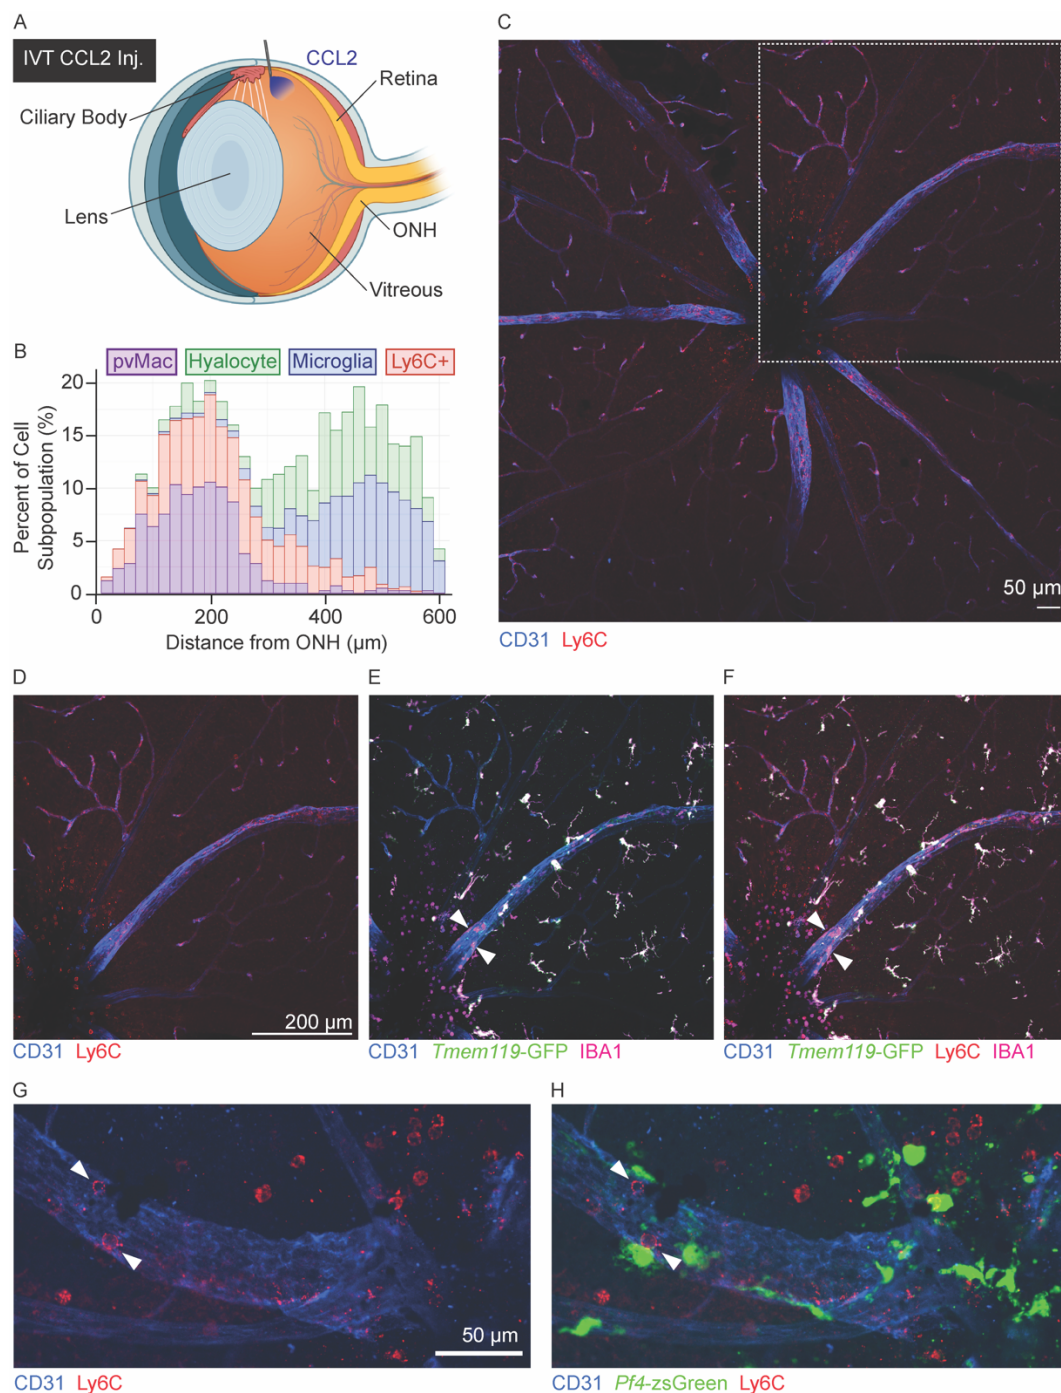 A
IVT CCL2 Inj.
CCL2
Retina
Ciliary Body
Lens
ONH
Vitreous
B
pvMac Hyalocyte Microglia Ly6C+
Percent of Cell
Subpopulation (%)
20
15
10
5
0
0 200 400 600
Distance from ONH (µm)
C
50 µm
CD31 Ly6C
D
200 µm
CD31 Ly6C
E
CD31 Tmem119-GFP IBA1
F
CD31 Tmem119-GFP Ly6C IBA1
G
50 µm
CD31 Ly6C
H
CD31 Pf4-zsGreen Ly6C